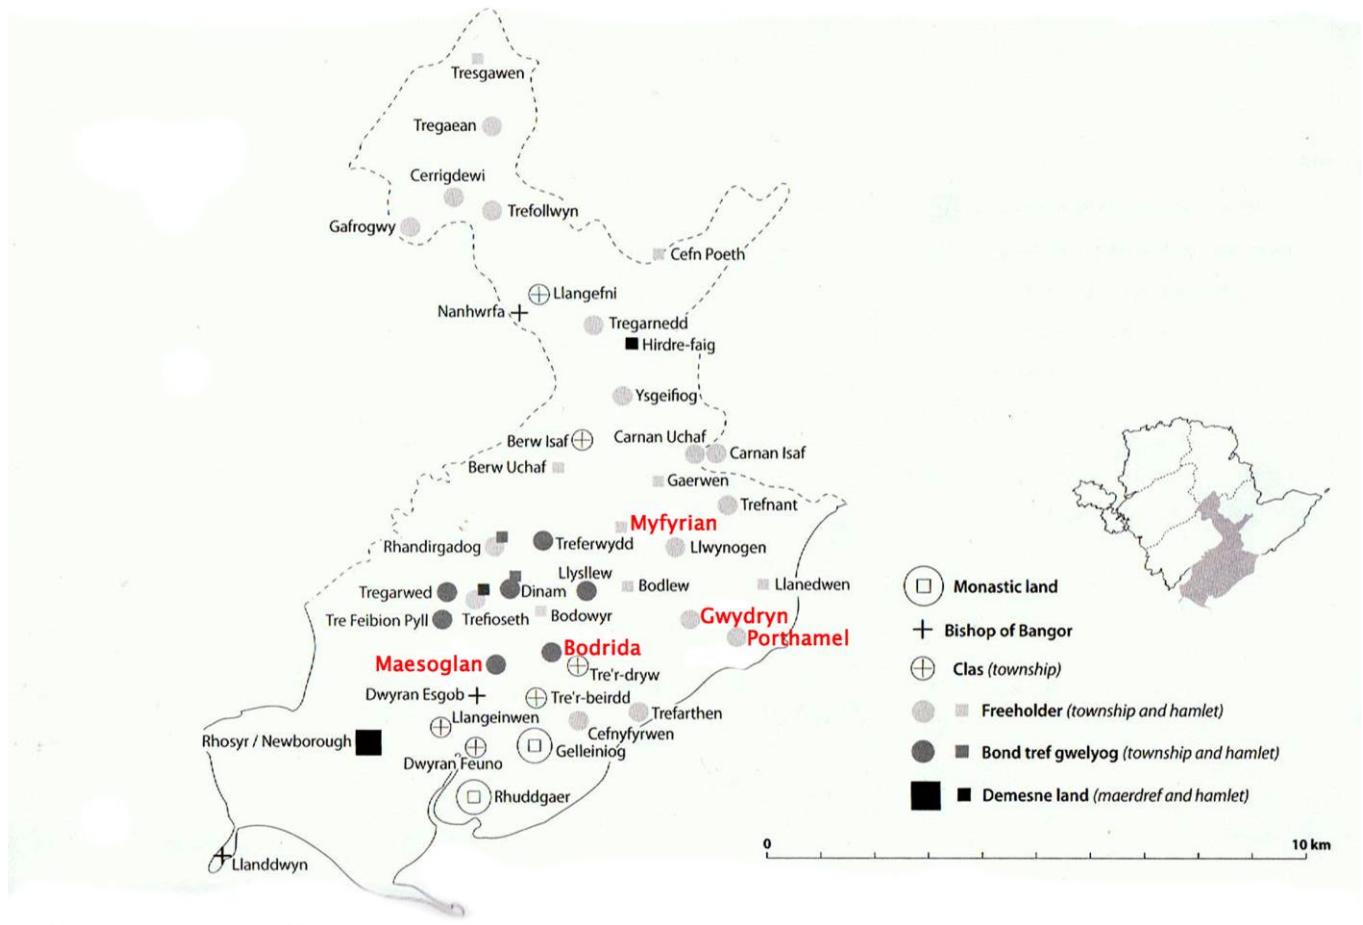 Tresgawen
Tregaean
Cerrigdewi
Trefollwyn
Gafrogwy
Cefn Poeth
Llangefni
Nanhwrfa
Tregarnedd
Hirdre-faig
Ysgeifiog
Berw Isaf
Carnan Uchaf
Carnan Isaf
Berw Uchaf
Gaerwen
Trefnant
Myfyrian
Rhandirgadog
Treferwydd
Llwynogen
Llysllew
Tregarwed
Dinam
Bodlew
Llanedwen
Tre Feibion Pyll
Trefioseth
Bodowyr
Gwydryn
Porthamel
Bodrida
Maesoglan
Tre'r-dryw
Dwyran Esgob
Tre'r-beirdd
Llangeinwen
Trefarthen
Cefnyfyrwen
Rhosyr / Newborough
Gelleiniog
Dwyran Feuno
Rhuddgaer
Llanddwyn
Monastic land
Bishop of Bangor
Clas (township)
Freeholder (township and hamlet)
Bond tref gwelyog (township and hamlet)
Demesne land (maerdref and hamlet)
0
10 km